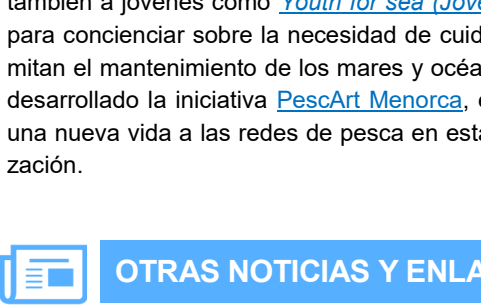 también a jóvenes como Youth for sea (Jóve
para concienciar sobre la necesidad de cuid
mitan el mantenimiento de los mares y océa
desarrollado la iniciativa PescArt Menorca,
una nueva vida a las redes de pesca en esta
zación.
OTRAS NOTICIAS Y ENLA